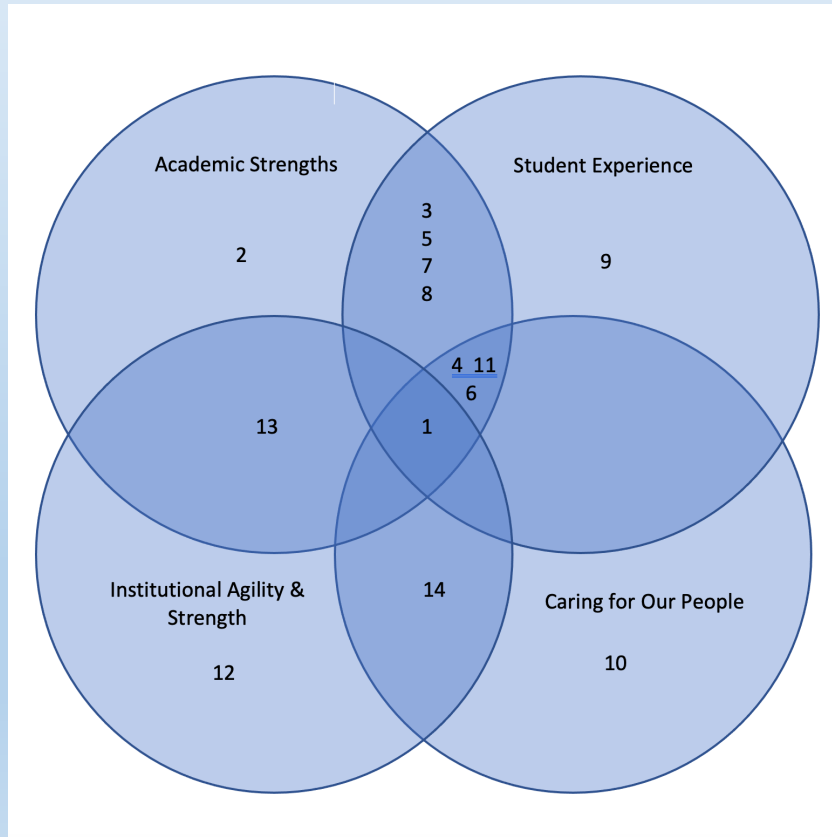 Academic Strengths
Student Experience
3
5
2
9
7
8
4 11
6
13
1
Institutional Agility &
Strength
14
Caring for Our People
12
10